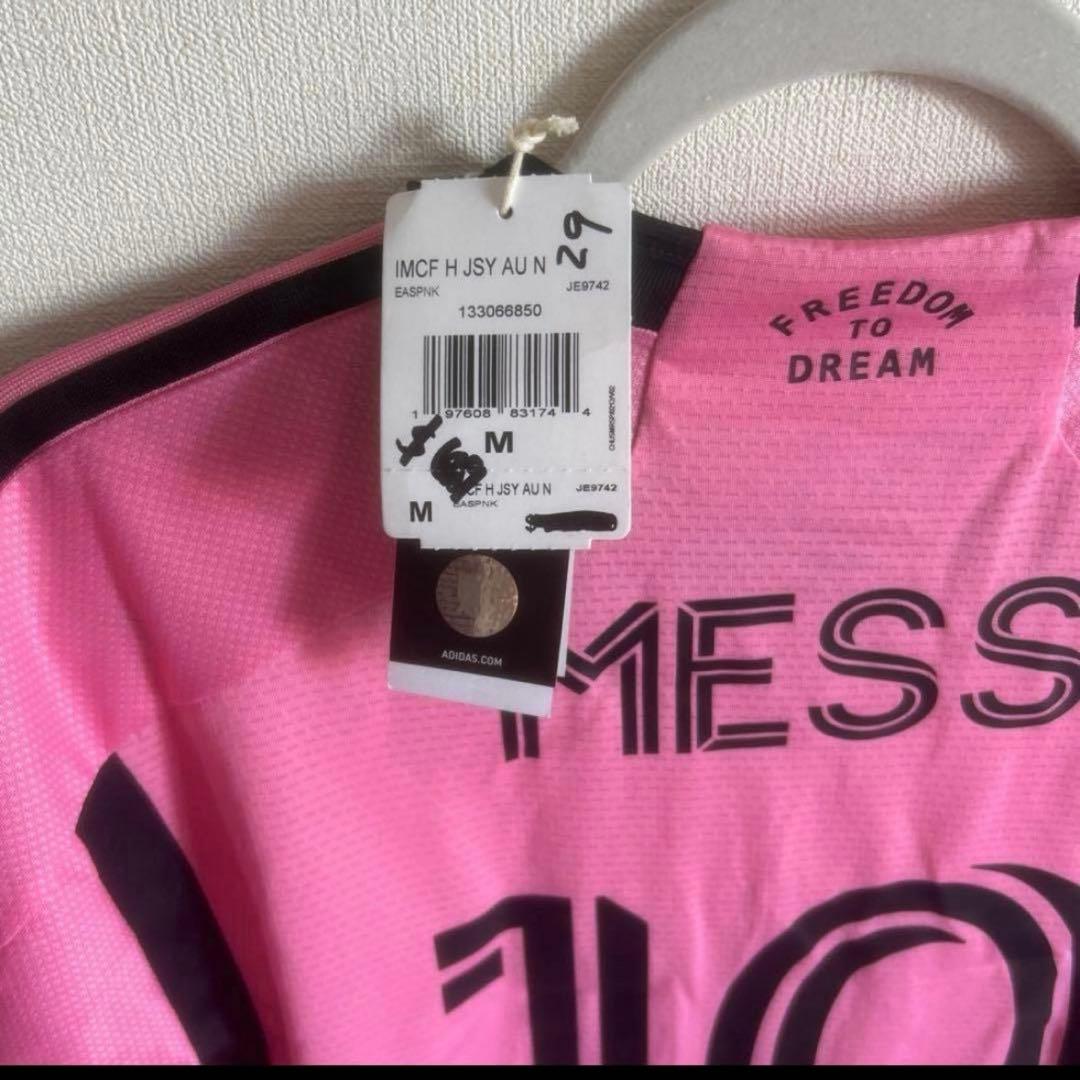 IMCF H JSY AU N
29
EASPNK JE9742
133066850
1 97608 83174 4
M
CF H JSY AU N JE9742
EASPNK
M
ADIDAS.COM
FREEDOM
TO
DREAM
MESS
10